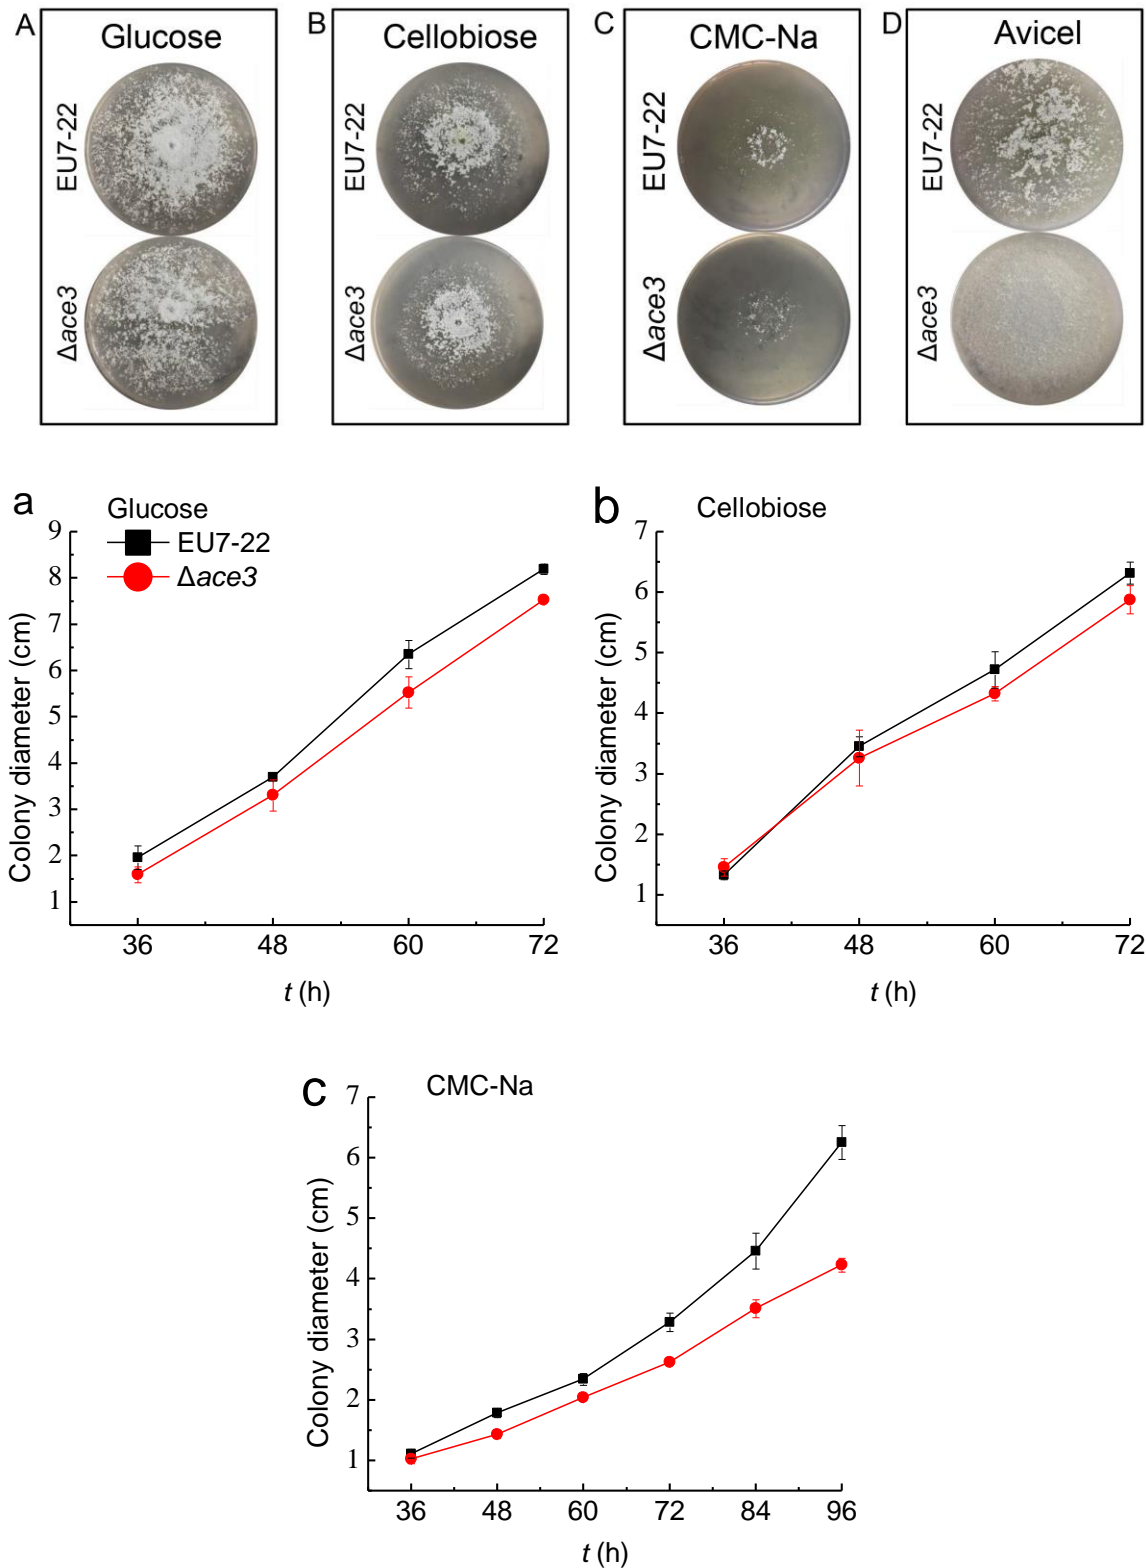 A Glucose
EU7-22
Δace3
B Cellobiose
EU7-22
Δace3
C CMC-Na
EU7-22
Δace3
D Avicel
EU7-22
Δace3
a
Glucose
EU7-22
Δace3
Colony diameter (cm)
9
8
7
6
5
4
3
2
1
36 48 60 72
t (h)
b
Cellobiose
Colony diameter (cm)
7
6
5
4
3
2
1
36 48 60 72
t (h)
c
CMC-Na
Colony diameter (cm)
7
6
5
4
3
2
1
36 48 60 72 84 96
t (h)